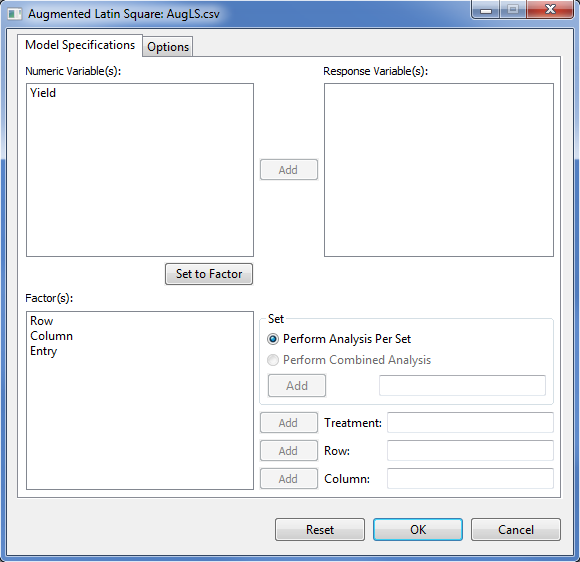 Augmented Latin Square: AugLS.csv
Model Specifications Options
Numeric Variable(s): Response Variable(s):
Yield
Add
Set to Factor
Factor(s):
Row
Column
Entry
Set
Perform Analysis Per Set
Perform Combined Analysis
Add
Add Treatment:
Add Row:
Add Column:
Reset OK Cancel